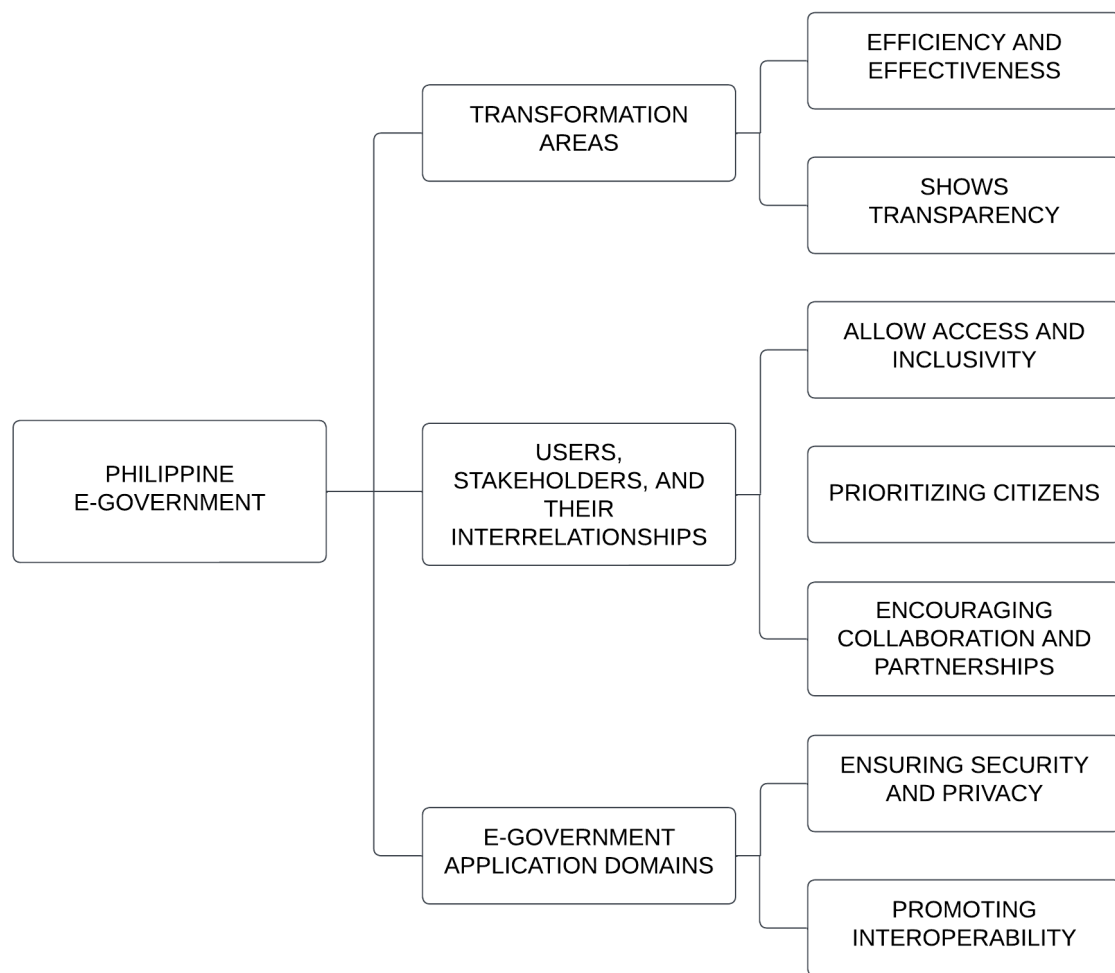 PHILIPPINE
E-GOVERNMENT
TRANSFORMATION
AREAS
EFFICIENCY AND
EFFECTIVENESS
SHOWS
TRANSPARENCY
USERS,
STAKEHOLDERS, AND
THEIR
INTERRELATIONSHIPS
ALLOW ACCESS AND
INCLUSIVITY
PRIORITIZING CITIZENS
ENCOURAGING
COLLABORATION AND
PARTNERSHIPS
E-GOVERNMENT
APPLICATION DOMAINS
ENSURING SECURITY
AND PRIVACY
PROMOTING
INTEROPERABILITY